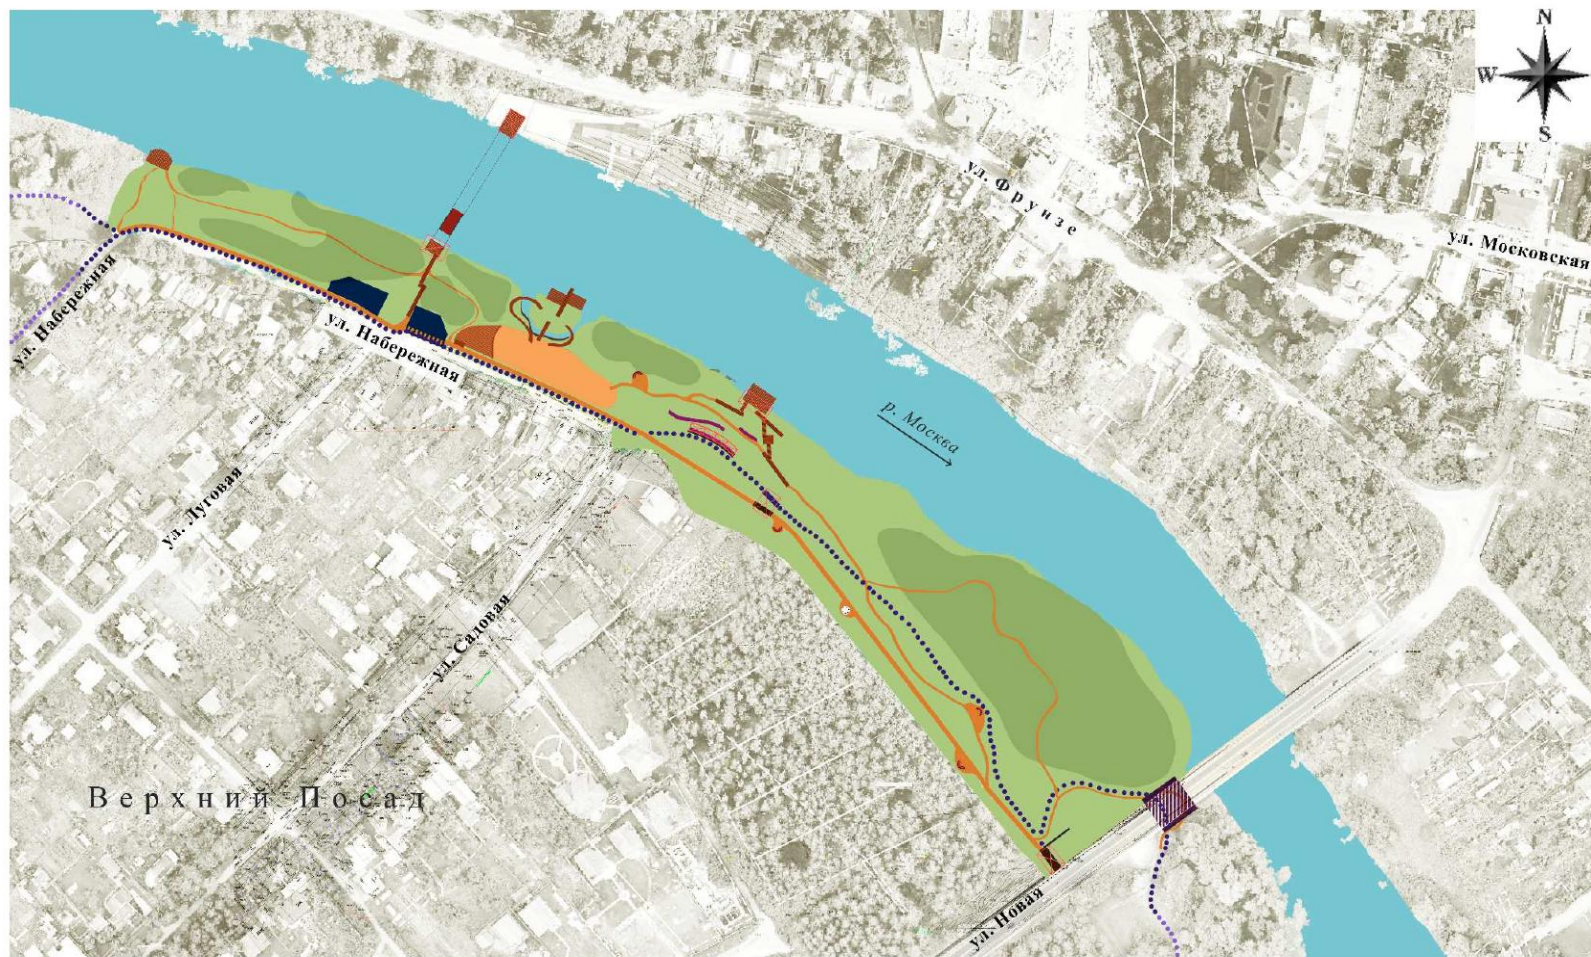 N
W
S
ул. Фрунзе
ул. Московская
ул. Набережная
ул. Набережная
р. Москва
ул. Луговая
ул. Садовая
Верхний Посад
ул. Новая